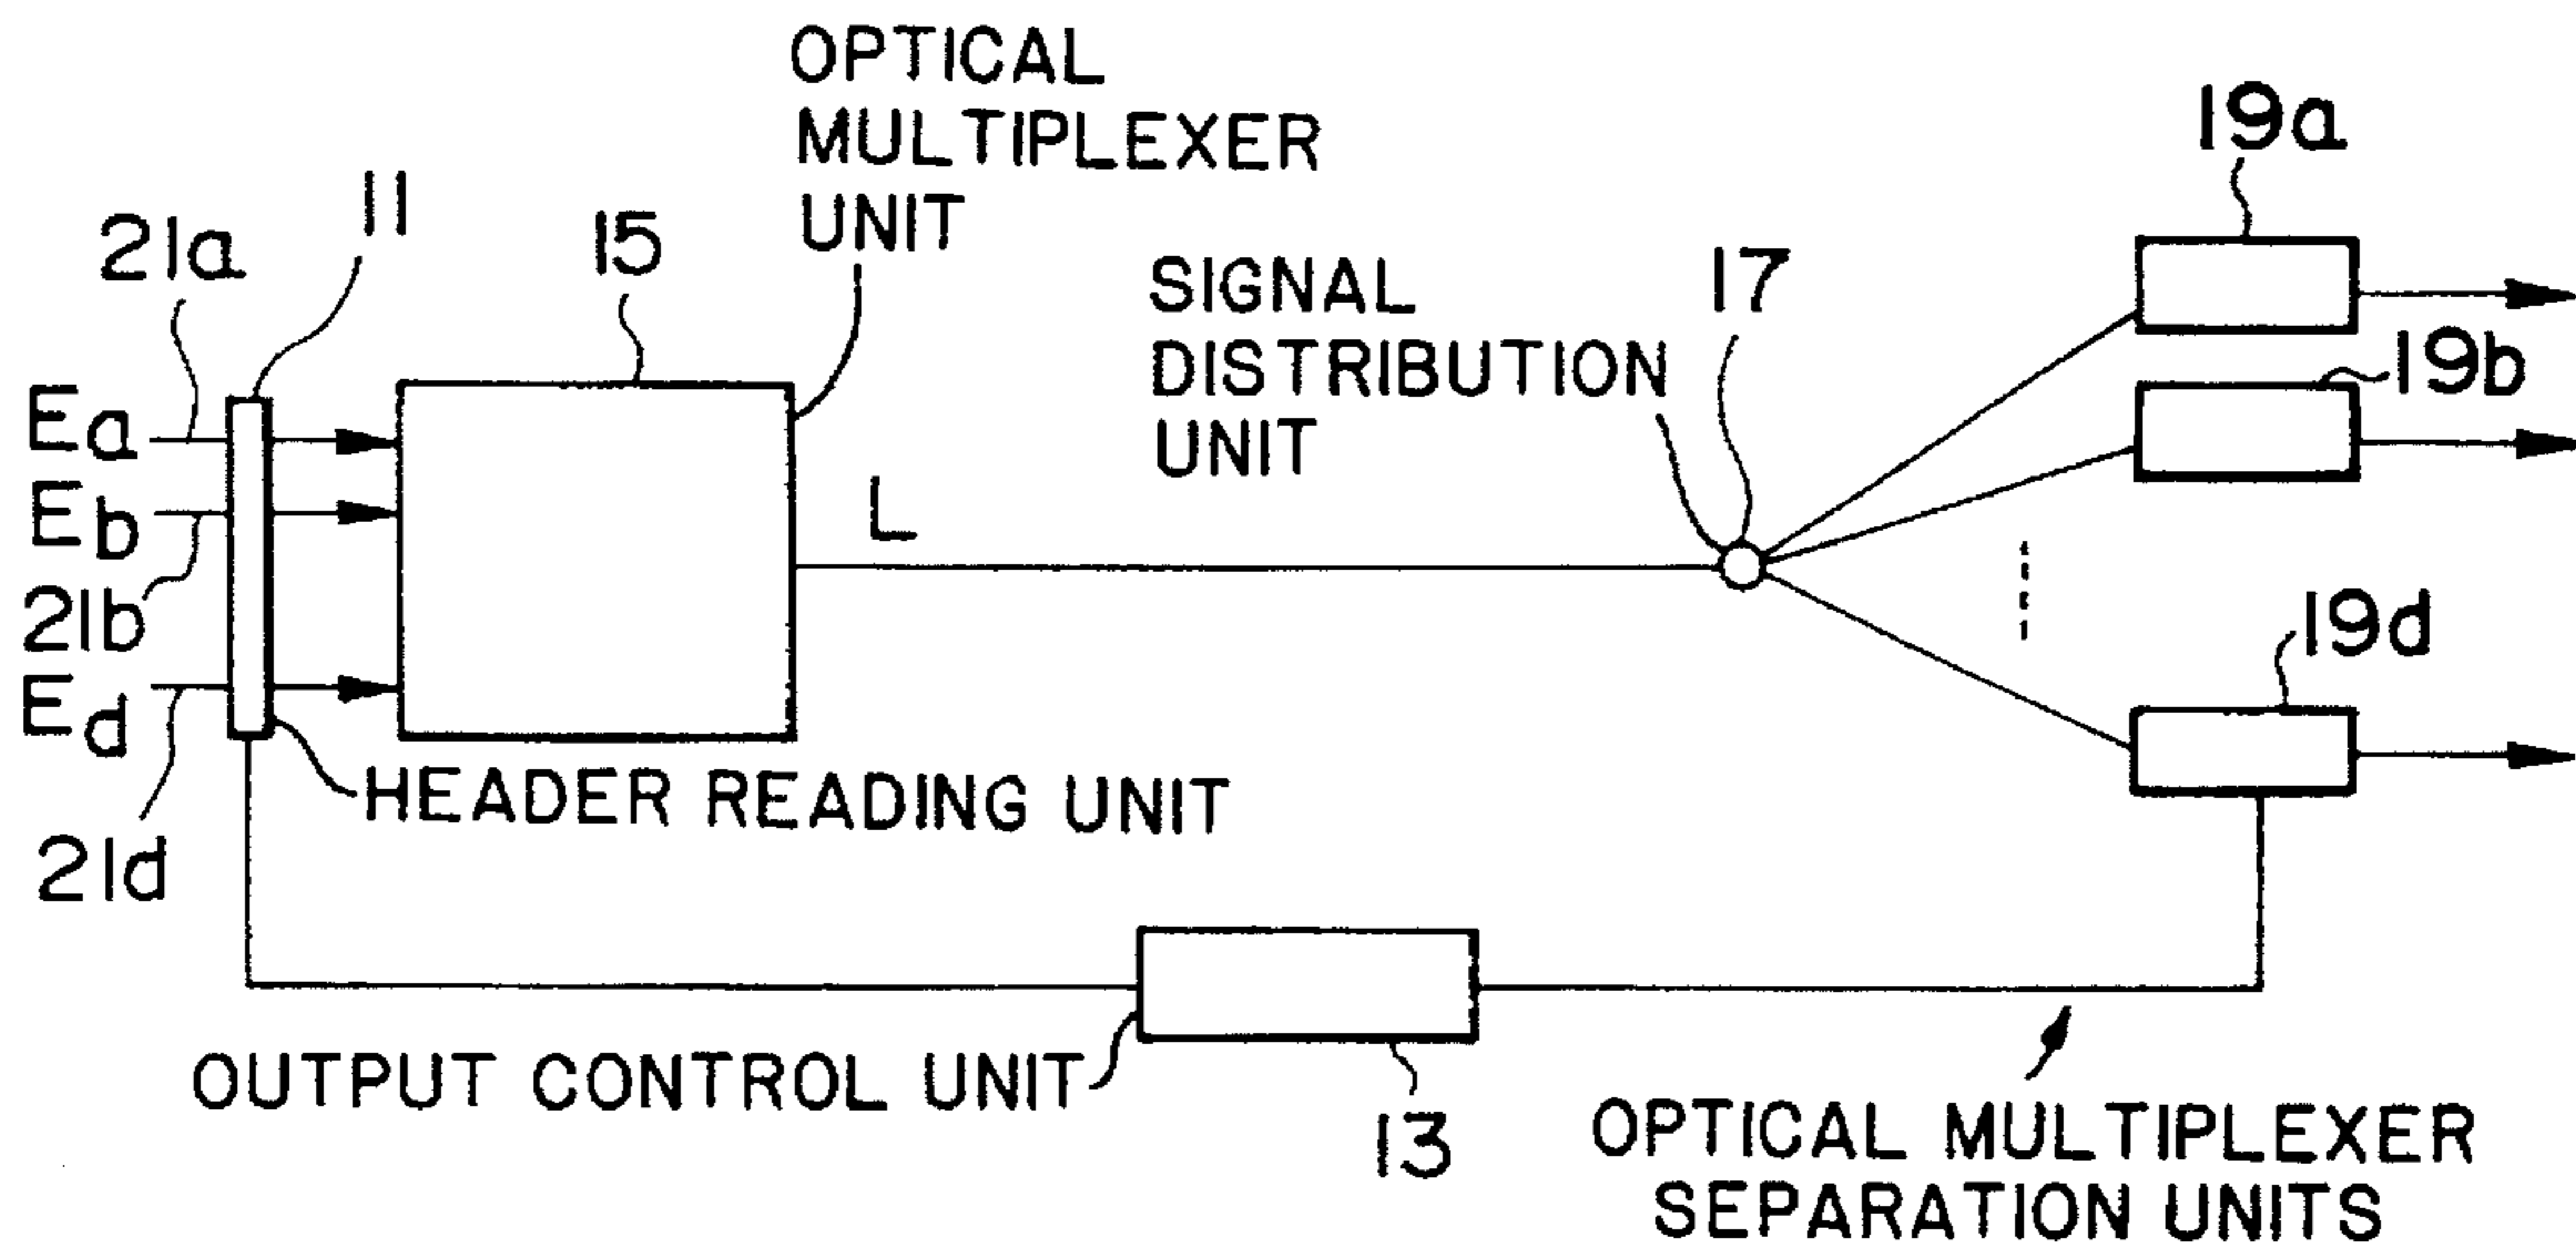 OPTICAL
MULTIPLEXER
UNIT
19a
11
21a
15
SIGNAL
DISTRIBUTION
UNIT
17
19b
Ea
Eb
L
21b
19d
Ed
HEADER READING UNIT
21d
OUTPUT CONTROL UNIT
13
OPTICAL MULTIPLEXER
SEPARATION UNITS